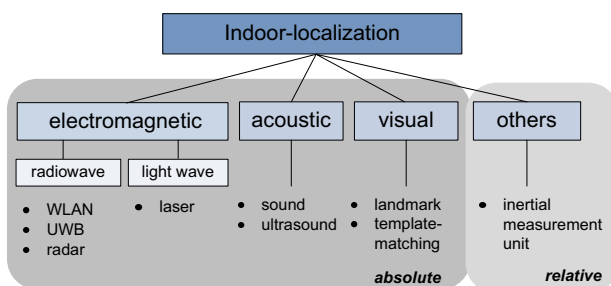 Indoor-localization
electromagnetic
acoustic
visual
others
radiowave
light wave
• WLAN
• UWB
• radar
• laser
• sound
• ultrasound
• landmark
• template-
matching
• inertial
measurement
unit
absolute
relative